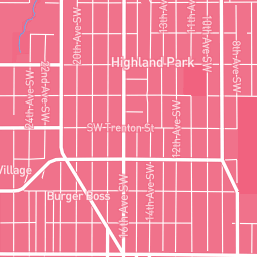 20th Ave SW
13th Ave
11th Ave
10th Ave SW
9th Ave SW
Highland Park
24th Ave SW
22nd Ave SW
SW Trenton St
12th Ave SW
Village
Burger Boss
16th Ave SW
14th Ave SW